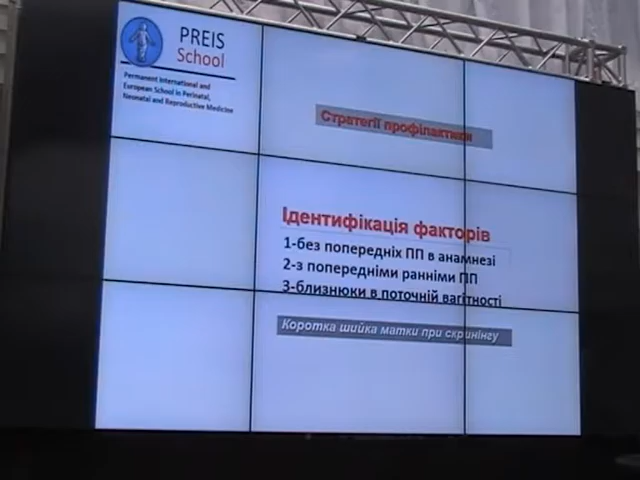 PREIS
School
Permanent International and
European School in Perinatal,
Neonatal and Reproductive Medicine
Стратегії профілактики
Ідентифікація факторів
1-без попередніх ПП в анамнезі
2-з попередніми ранніми ПП
3-близнюки в поточній вагітності
Коротка шийка матки при скринінгу